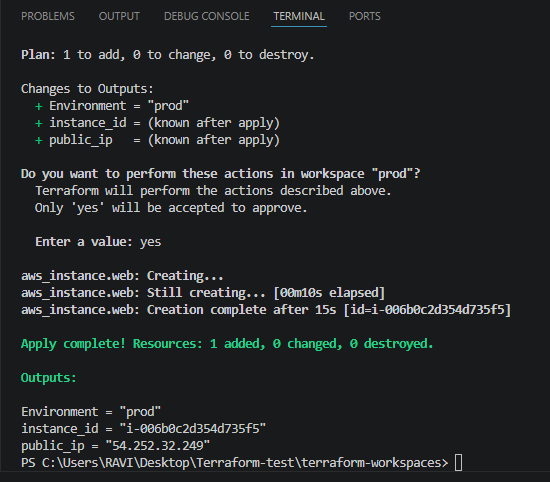 PROBLEMS OUTPUT DEBUG CONSOLE TERMINAL PORTS
Plan: 1 to add, 0 to change, 0 to destroy.
Changes to Outputs:
+ Environment = "prod"
+ instance_id = (known after apply)
+ public_ip   = (known after apply)
Do you want to perform these actions in workspace "prod"?
Terraform will perform the actions described above.
Only 'yes' will be accepted to approve.
Enter a value: yes
aws_instance.web: Creating...
aws_instance.web: Still creating... [00m10s elapsed]
aws_instance.web: Creation complete after 15s [id=i-006b0c2d354d735f5]
Apply complete! Resources: 1 added, 0 changed, 0 destroyed.
Outputs:
Environment = "prod"
instance_id = "i-006b0c2d354d735f5"
public_ip = "54.252.32.249"
PS C:\Users\RAVI\Desktop\Terraform-test\terraform-workspaces>